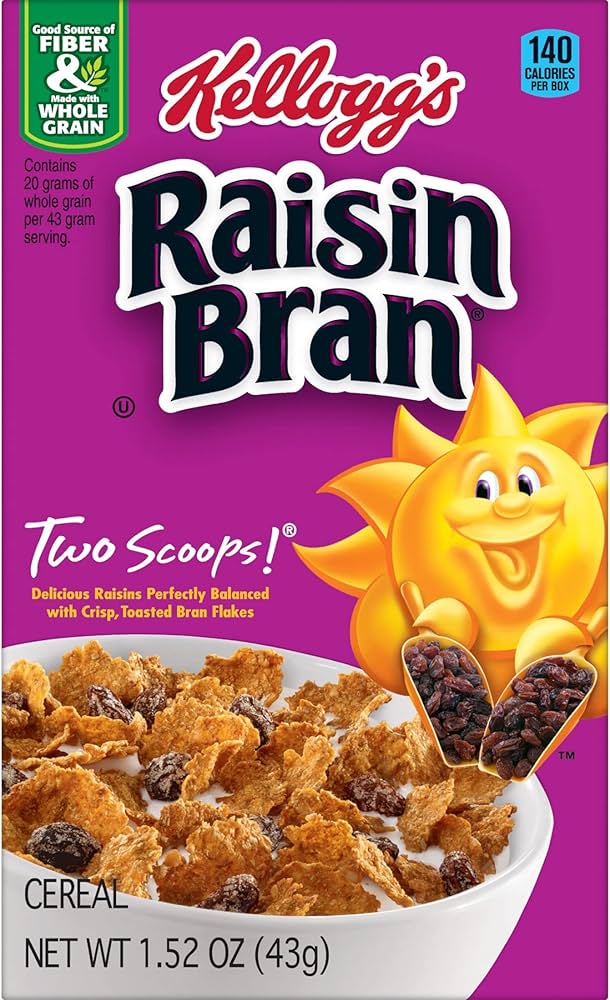 Good Source of
FIBER
&
Made with
WHOLE
GRAIN
Contains
20 grams of
whole grain
per 43 gram
serving.
Kellogg's
140
CALORIES
PER BOX
Raisin
Bran®
U
Two Scoops!®
Delicious Raisins Perfectly Balanced
with Crisp, Toasted Bran Flakes
TM
CEREAL
NET WT 1.52 OZ (43g)